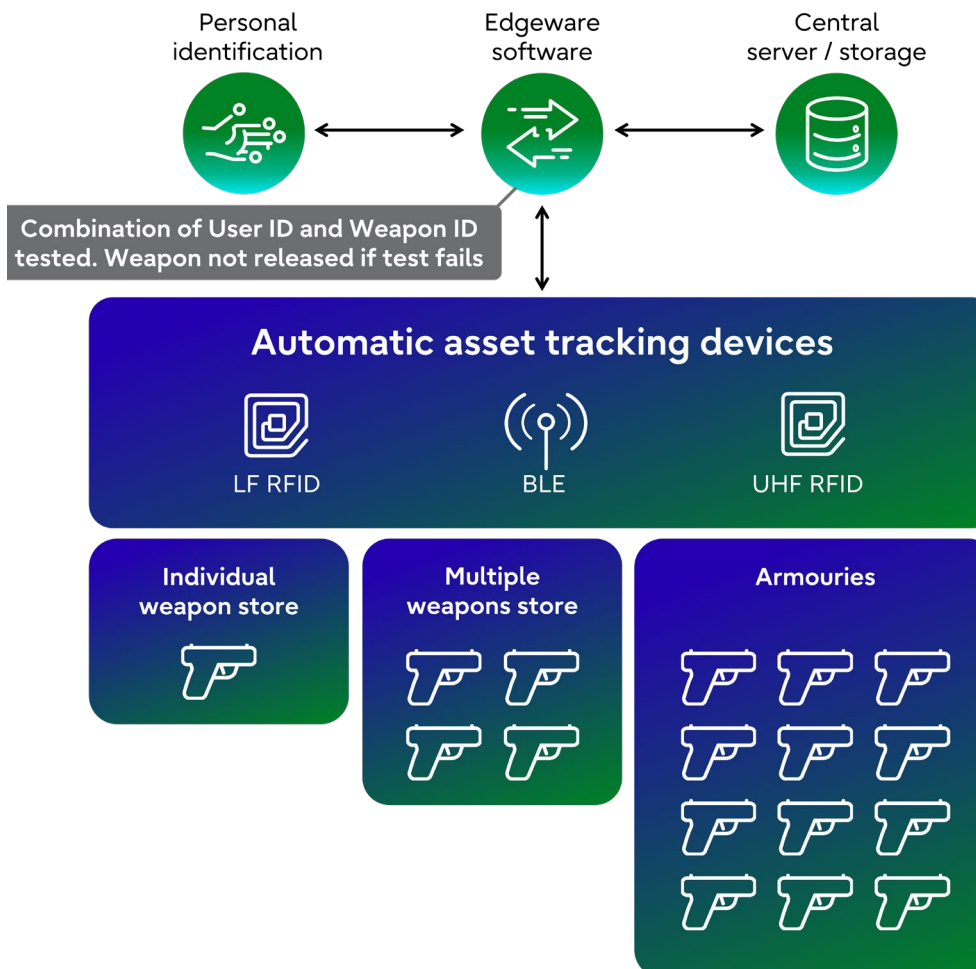 Personal
identification
Edgeware
software
Central
server / storage
Combination of User ID and Weapon ID
tested. Weapon not released if test fails
Automatic asset tracking devices
LF RFID
BLE
UHF RFID
Individual
weapon store
Multiple
weapons store
Armouries